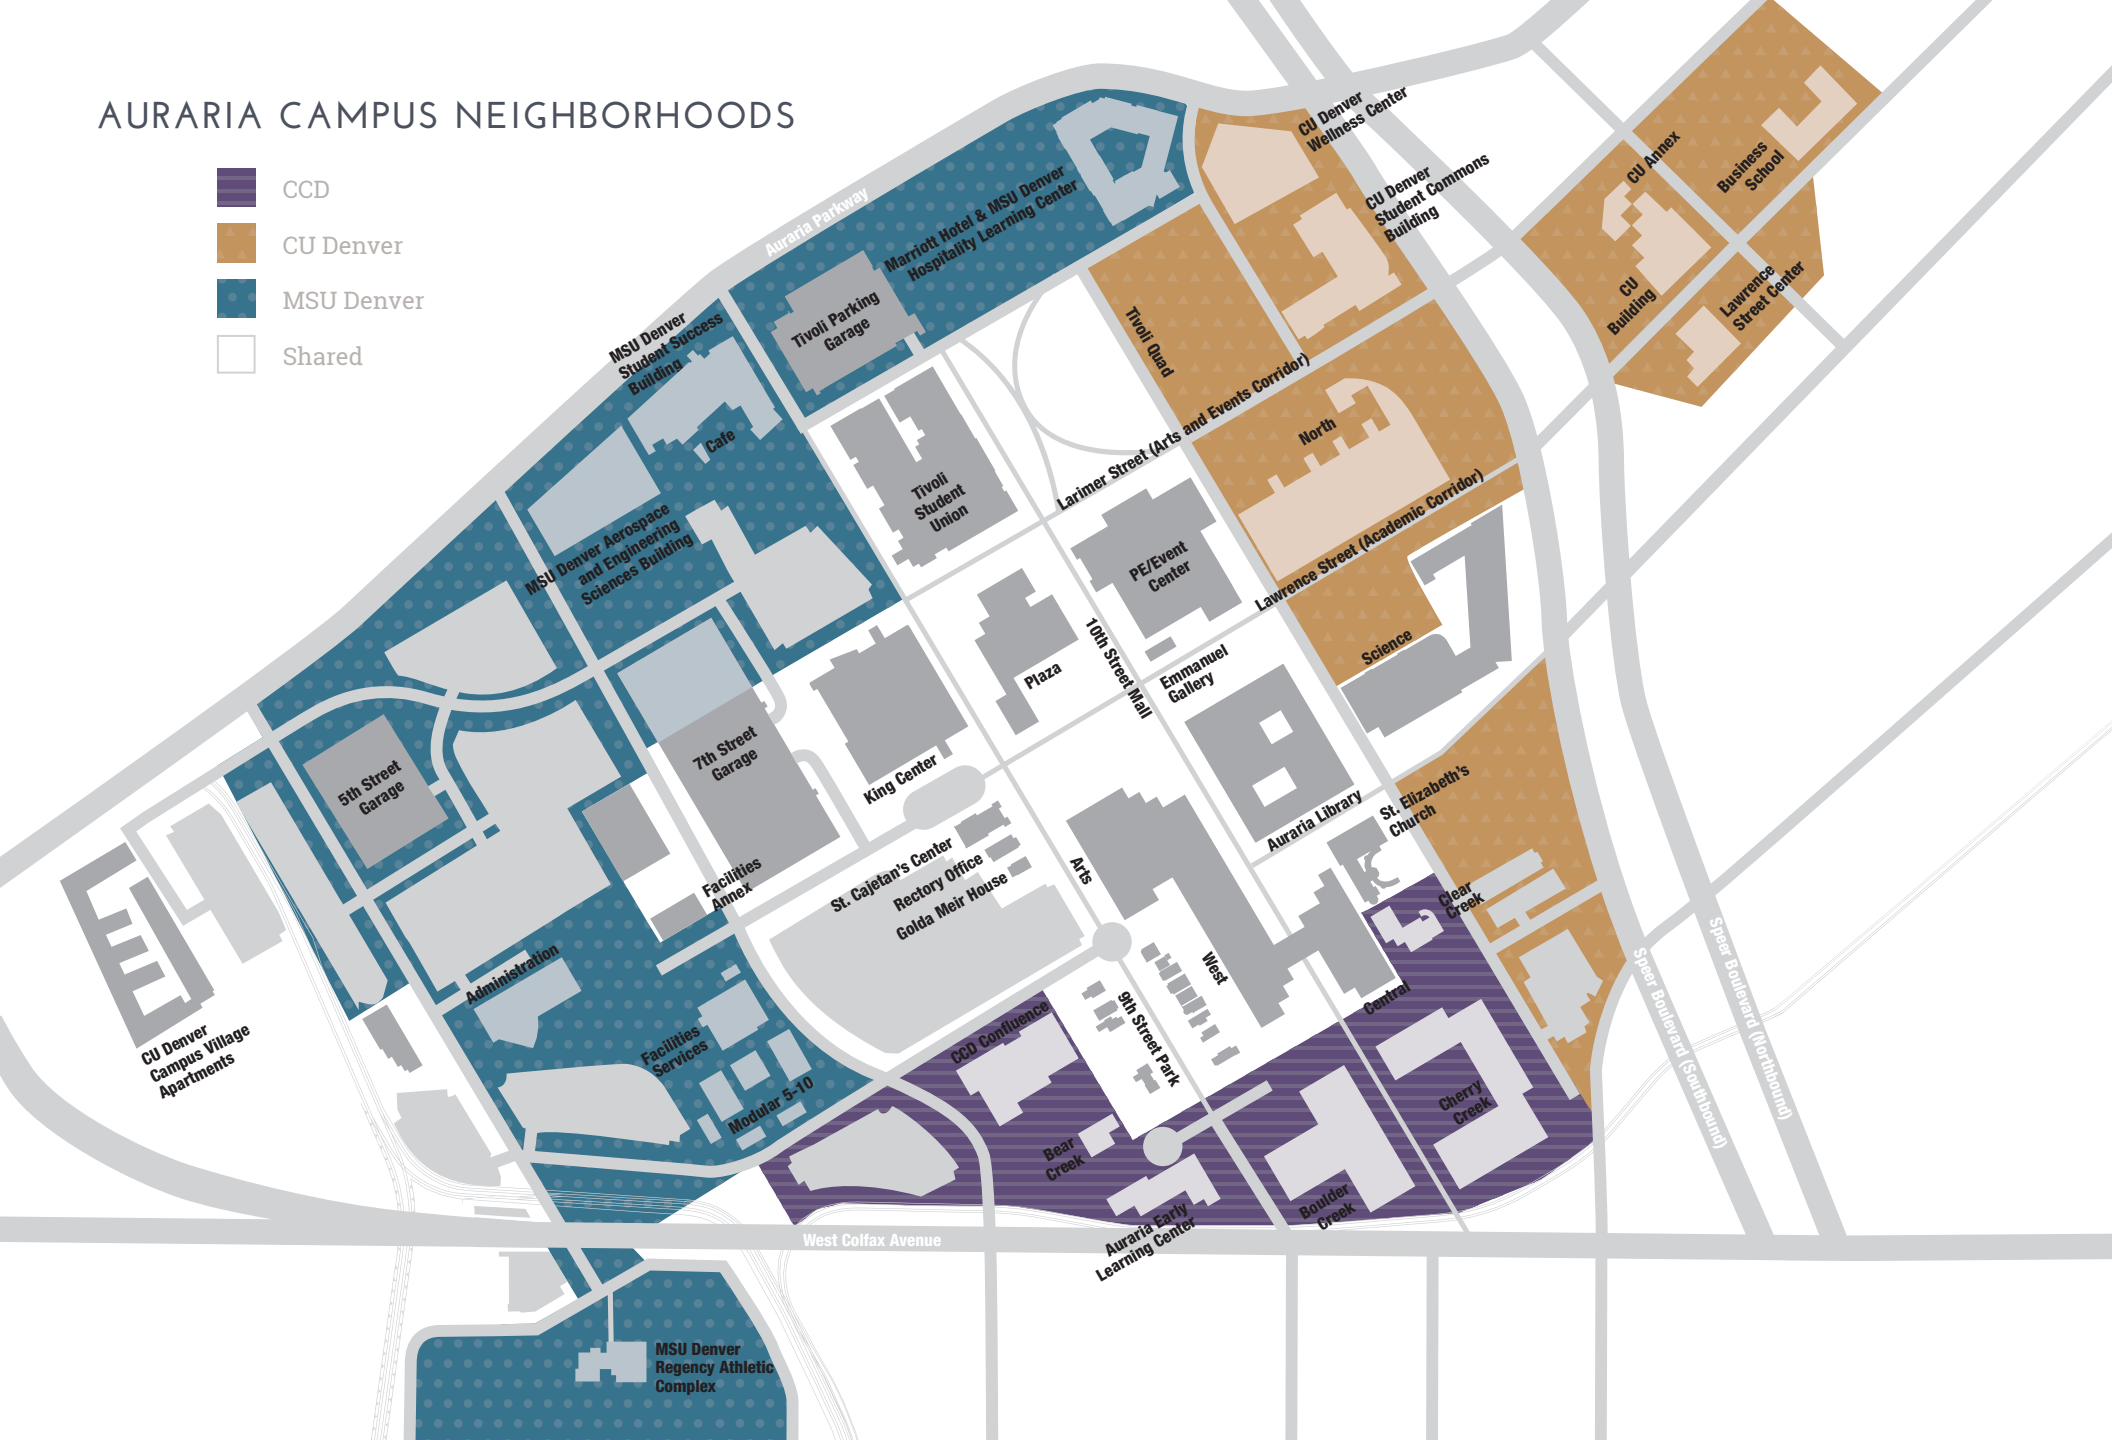 AURARIA CAMPUS NEIGHBORHOODS
CCD
CU Denver
MSU Denver
Shared
Auraria Parkway
Marriott Hotel & MSU Denver
Hospitality Learning Center
CU Denver
Wellness Center
CU Denver
Student Commons
Building
CU Annex
Business
School
CU
Building
Lawrence
Street Center
Tivoli Parking
Garage
Tivoli Quad
MSU Denver
Student Success
Building
Cafe
Tivoli
Student
Union
Larimer Street (Arts and Events Corridor)
North
MSU Denver Aerospace
and Engineering
Sciences Building
PE/Event
Center
Lawrence Street (Academic Corridor)
Science
10th Street Mall
Emmanuel
Gallery
Plaza
7th Street
Garage
5th Street
Garage
King Center
Auraria Library
St. Elizabeth's
Church
St. Cajetan's Center
Rectory Office
Golda Meir House
Arts
Facilities
Annex
Clear
Creek
West
Central
Administration
CCD Confluence
9th Street Park
Facilities
Services
Modular 5-10
CU Denver
Campus Village
Apartments
Bear
Creek
Cherry
Creek
Boulder
Creek
Auraria Early
Learning Center
Speer Boulevard (Southbound)
Speer Boulevard (Northbound)
West Colfax Avenue
MSU Denver
Regency Athletic
Complex